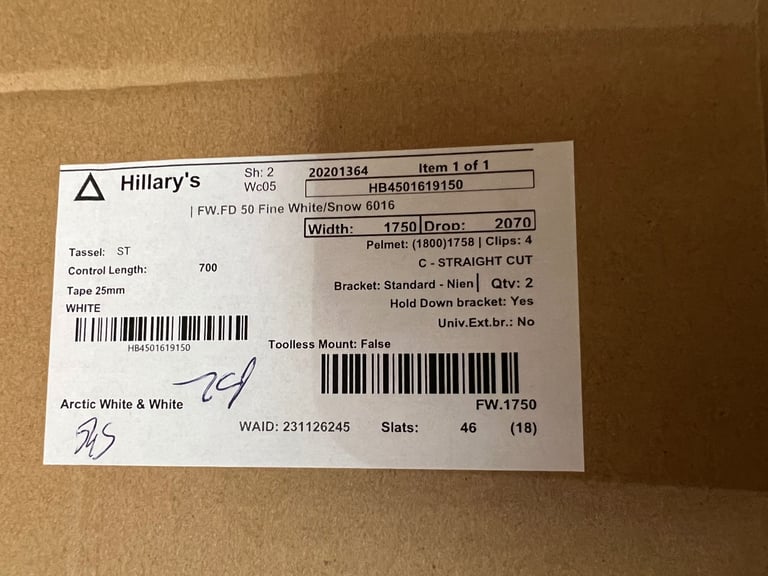 Hillary's
Sh: 2 20201364 Item 1 of 1
Wc05 HB4501619150
| FW.FD 50 Fine White/Snow 6016
Width: 1750 Drop: 2070
Pelmet: (1800)1758 | Clips: 4
Tassel: ST
C - STRAIGHT CUT
Control Length: 700
Bracket: Standard - Nien| Qtv: 2
Tape 25mm
Hold Down bracket: Yes
WHITE
Univ.Ext.br.: No
HB4501619150
Toolless Mount: False
Arctic White & White
FW.1750
WAID: 231126245 Slats: 46 (18)